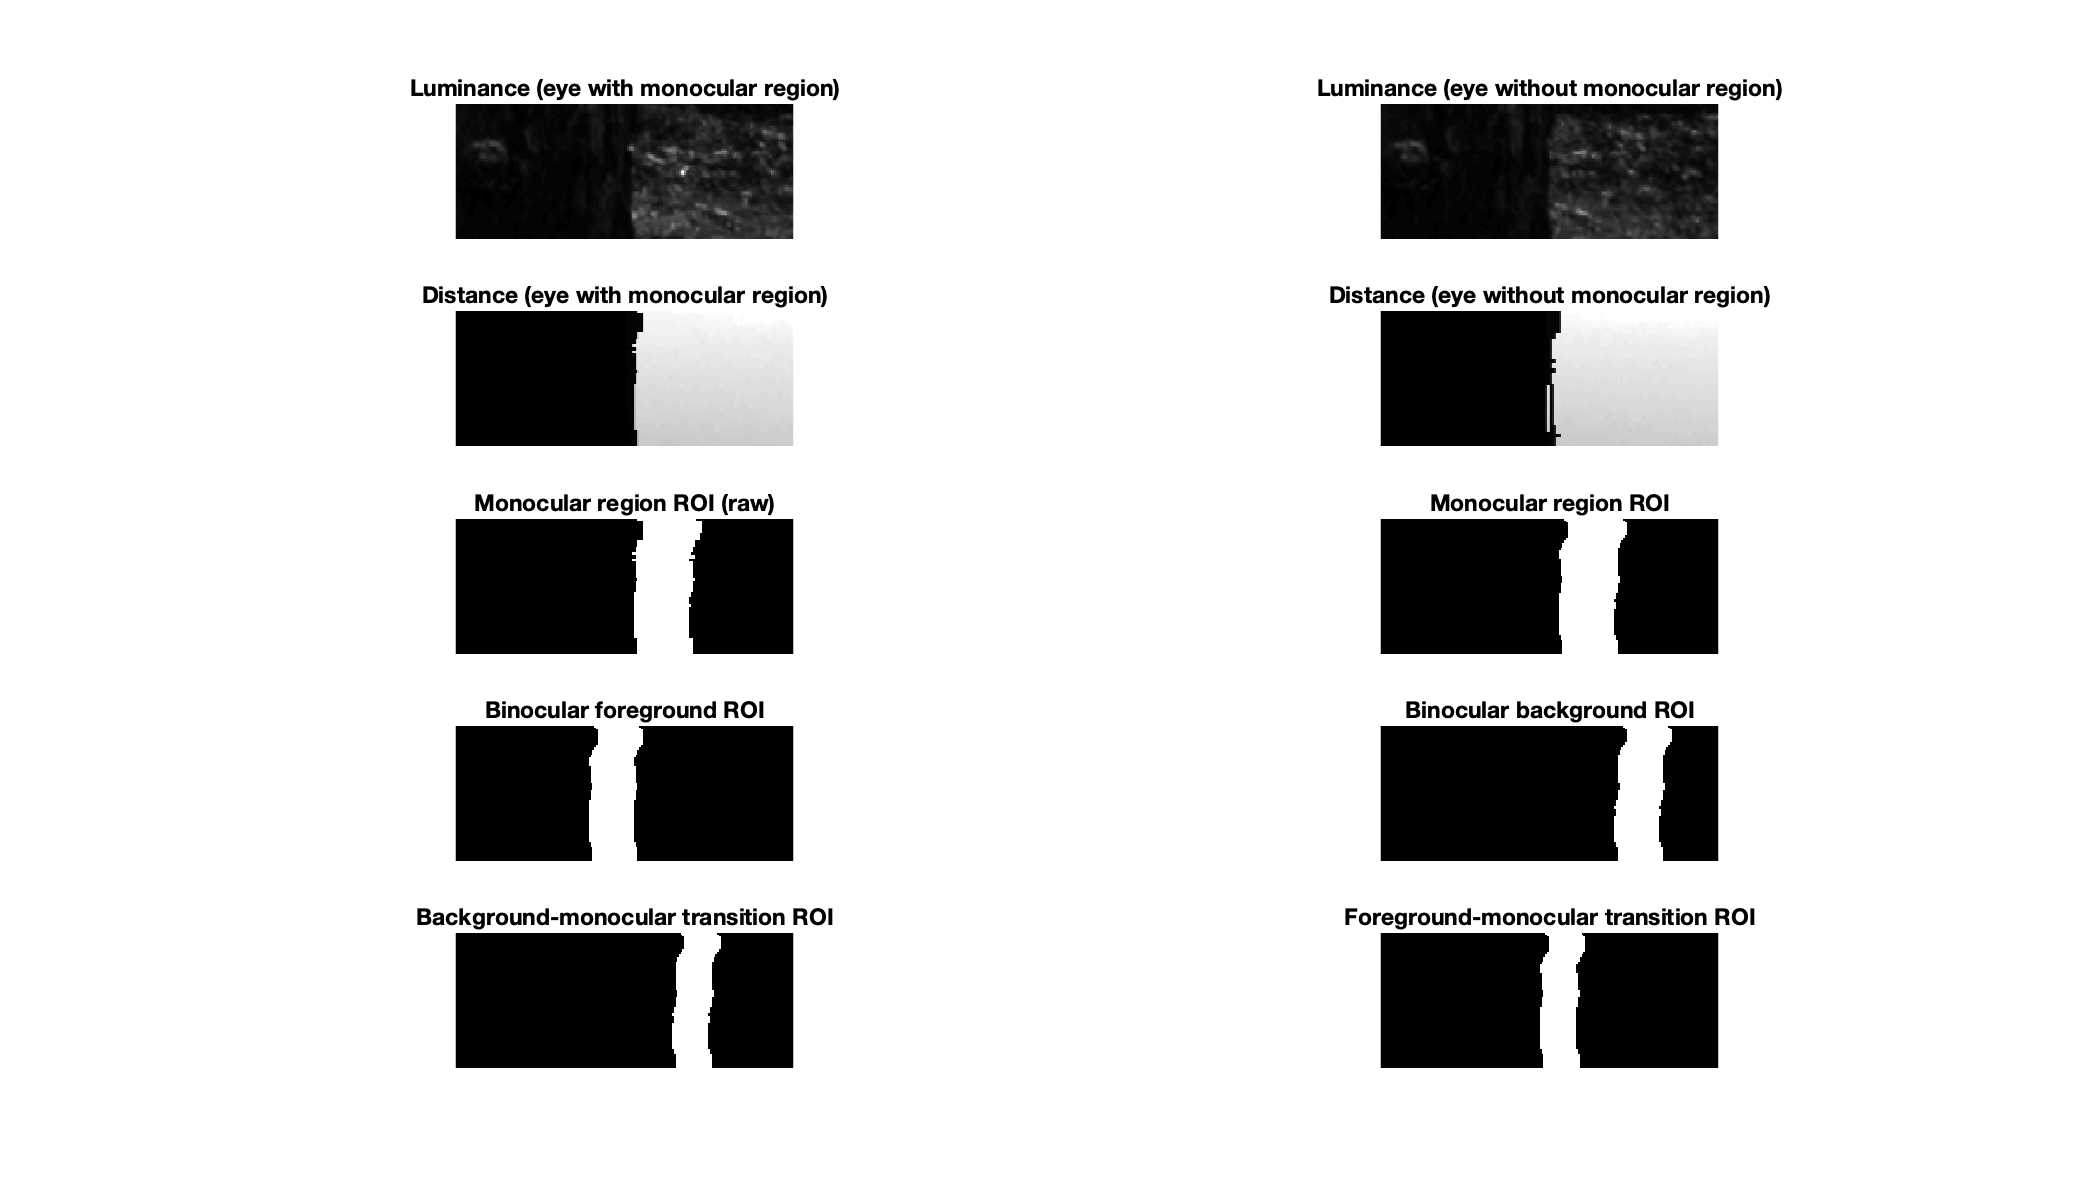 Luminance (eye with monocular region)
Luminance (eye without monocular region)
Distance (eye with monocular region)
Distance (eye without monocular region)
Monocular region ROI (raw)
Monocular region ROI
Binocular foreground ROI
Binocular background ROI
Background-monocular transition ROI
Foreground-monocular transition ROI